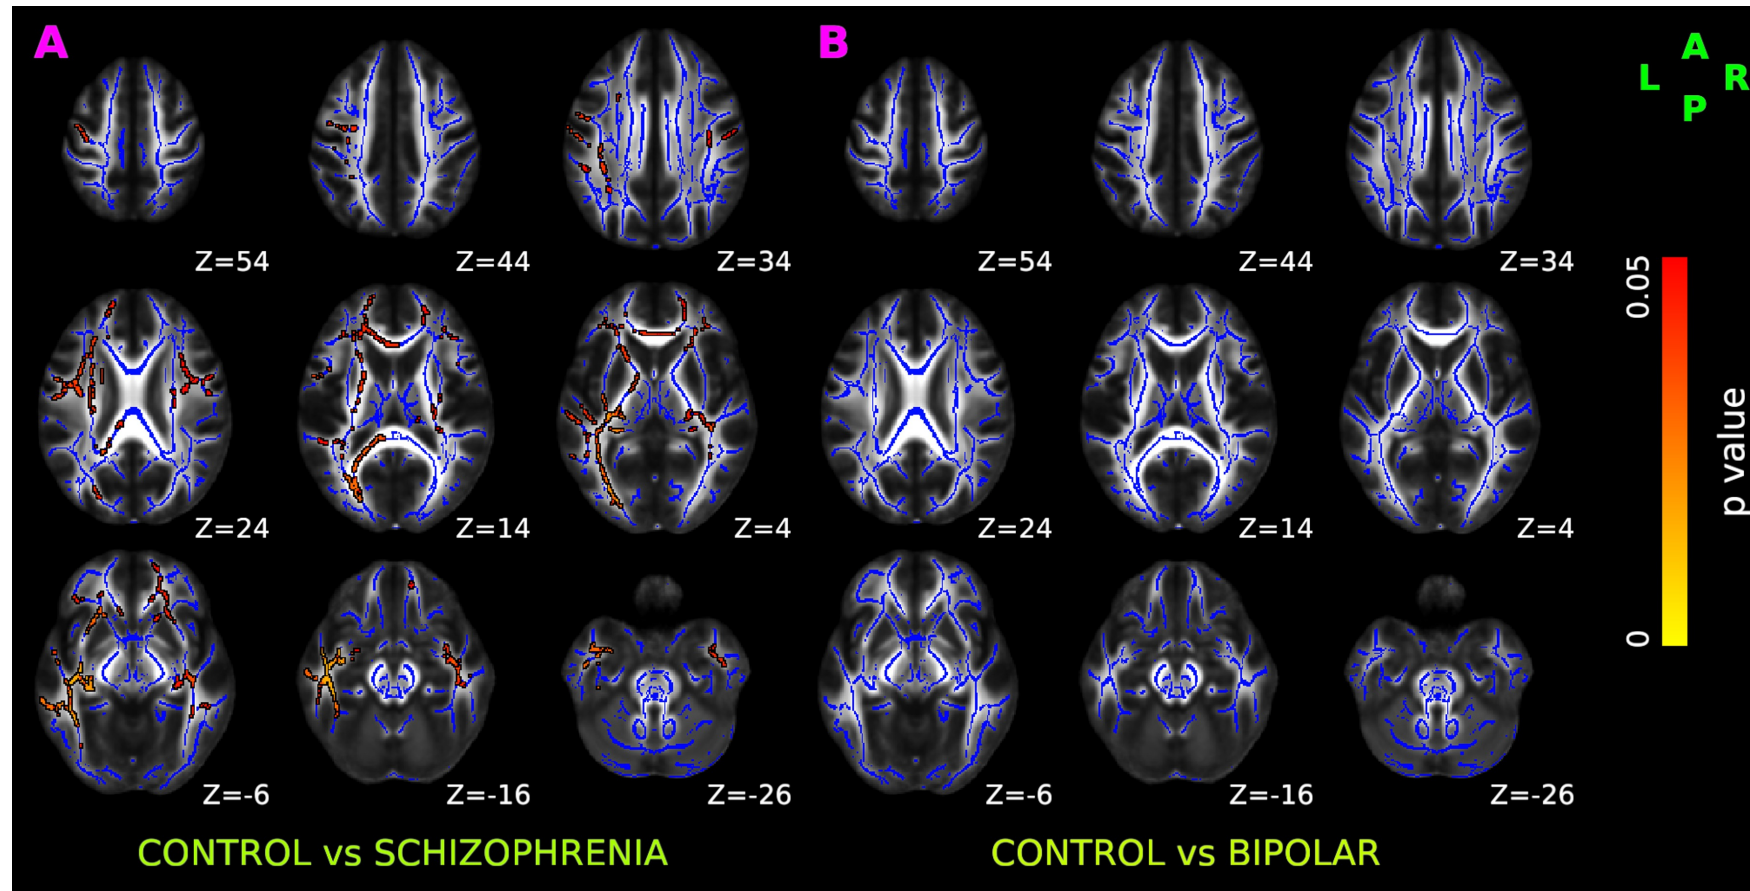 A
B
A
L R
P
Z=54 Z=44 Z=34 Z=54 Z=44 Z=34
0.05
Z=24 Z=14 Z=4 Z=24 Z=14 Z=4
p value
0
Z=-6 Z=-16 Z=-26 Z=-6 Z=-16 Z=-26
CONTROL vs SCHIZOPHRENIA
CONTROL vs BIPOLAR